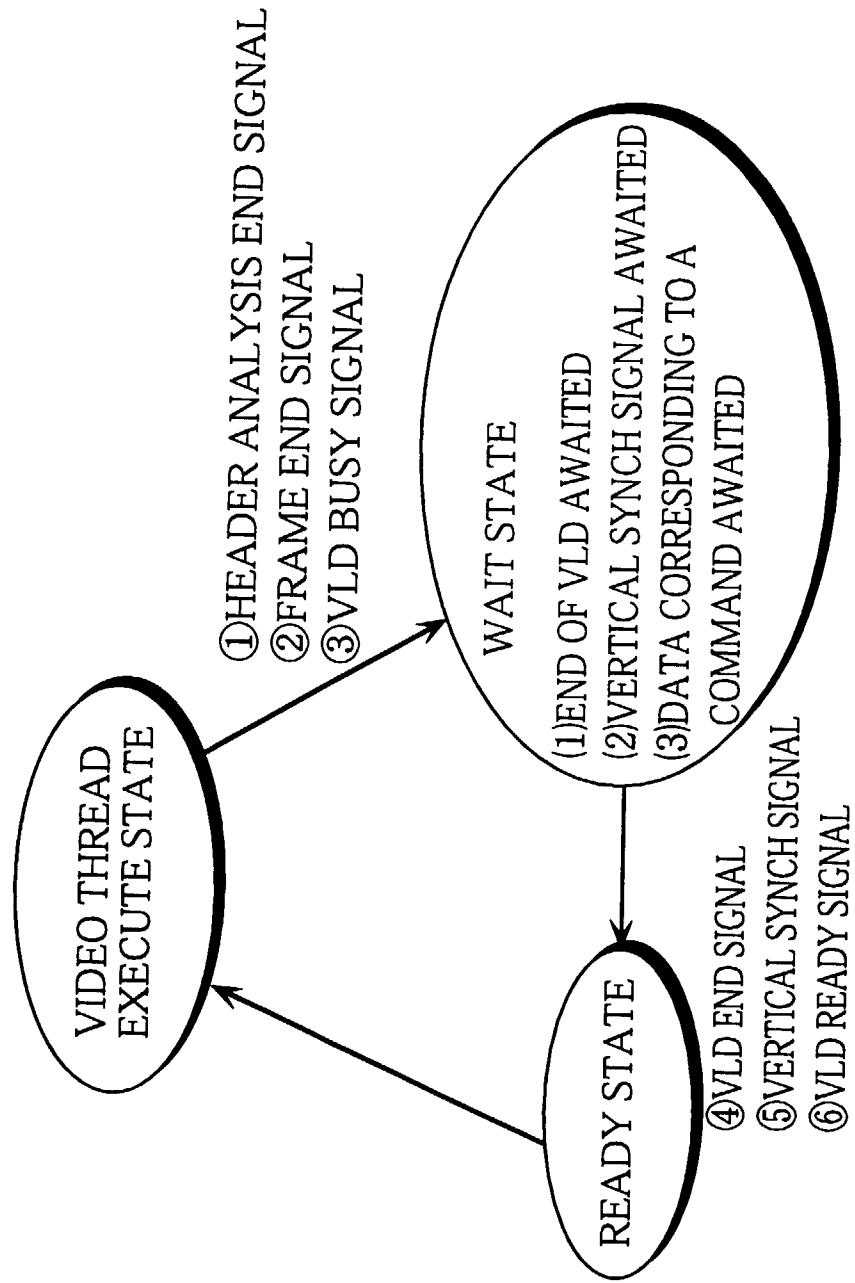 VIDEO THREAD
EXECUTE STATE
①HEADER ANALYSIS END SIGNAL
②FRAME END SIGNAL
③VLD BUSY SIGNAL
WAIT STATE
(1)END OF VLD AWAITED
(2)VERTICAL SYNCH SIGNAL AWAITED
(3)DATA CORRESPONDING TO A
COMMAND AWAITED
READY STATE
④VLD END SIGNAL
⑤VERTICAL SYNCH SIGNAL
⑥VLD READY SIGNAL